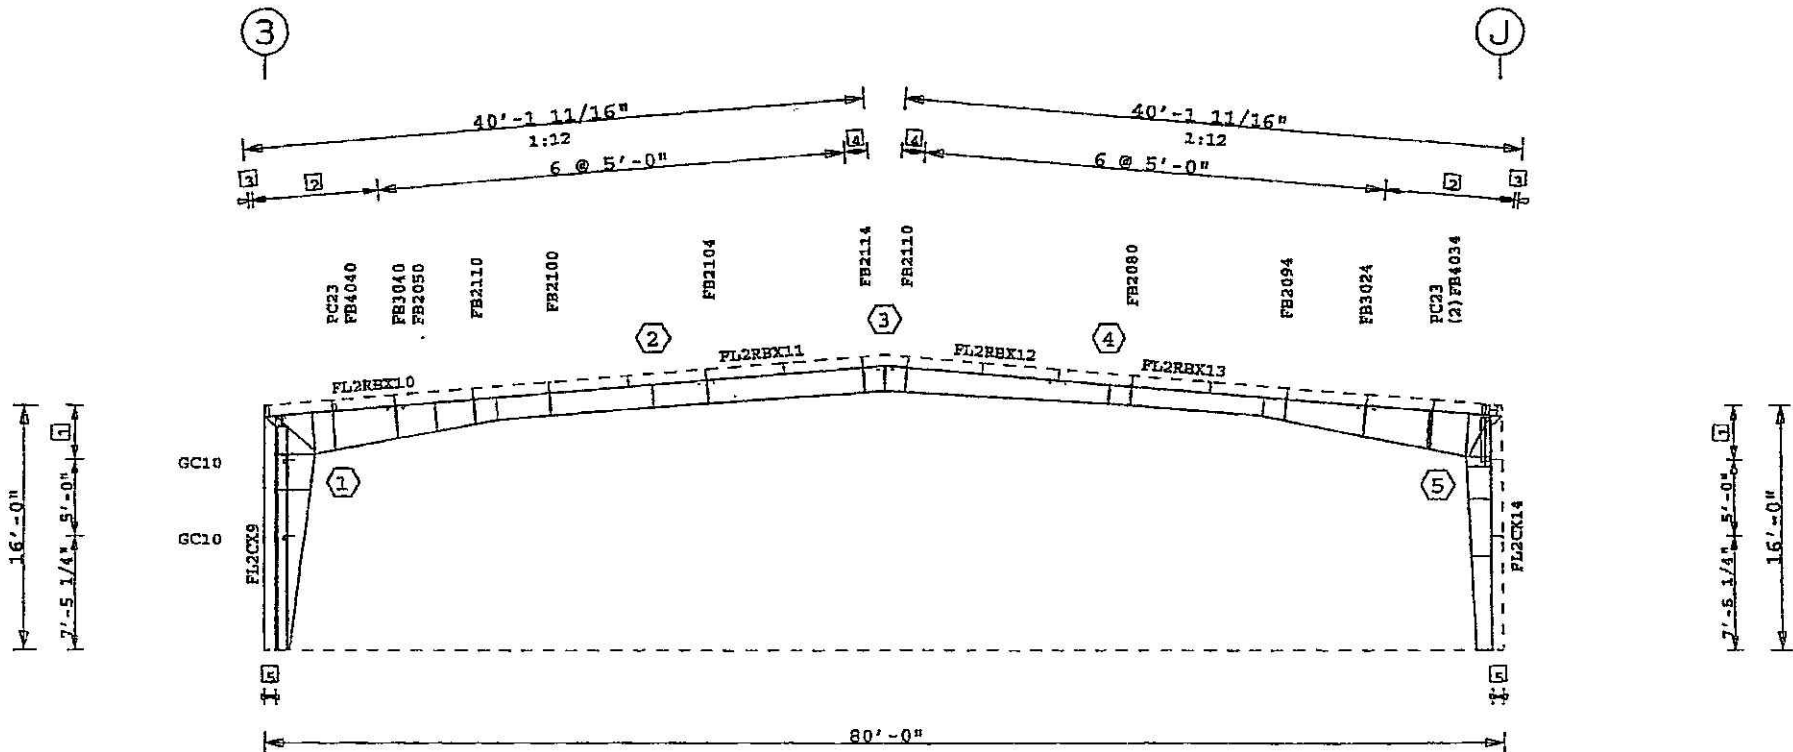 3
J
40'-1 11/16"
1:12
40'-1 11/16"
1:12
6 @ 5'-0"
4
4
6 @ 5'-0"
3
2
2
3
PC23
FB4040
FB3040
FB2050
FB2110
FB2100
FB2104
FB2114
FB2110
FB2080
FB2094
FB3024
PC23
(2)FB4034
2
3
4
FL2RBX10
FL2RBX11
FL2RBX12
FL2RBX13
1
1
GC10
GC10
1
5
16'-0"
5'-0"
7'-5 1/4"
FL2CX9
FL2CX14
5'-0"
7'-5 1/4"
16'-0"
5
5
80'-0"